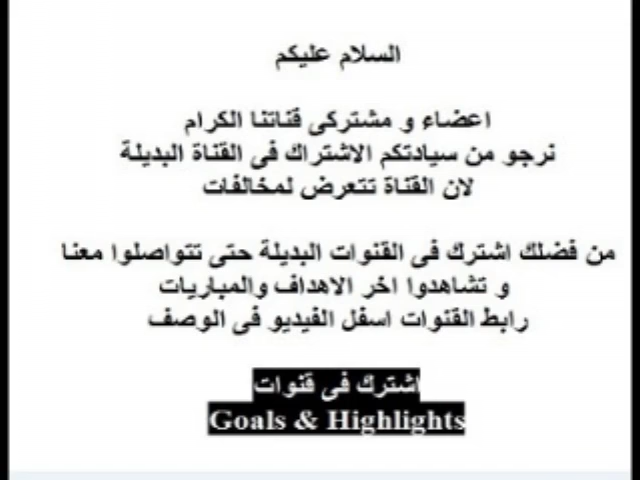 السلام عليكم
اعضاء و مشتركى قناتنا الكرام
نرجو من سيادتكم الاشتراك فى القناة البديلة
لان القناة تتعرض لمخالفات
من فضلك اشترك فى القنوات البديلة حتى تتواصلوا معنا
و تشاهدوا اخر الاهداف والمباريات
رابط القنوات اسفل الفيديو فى الوصف
اشترك فى قنوات
Goals & Highlights